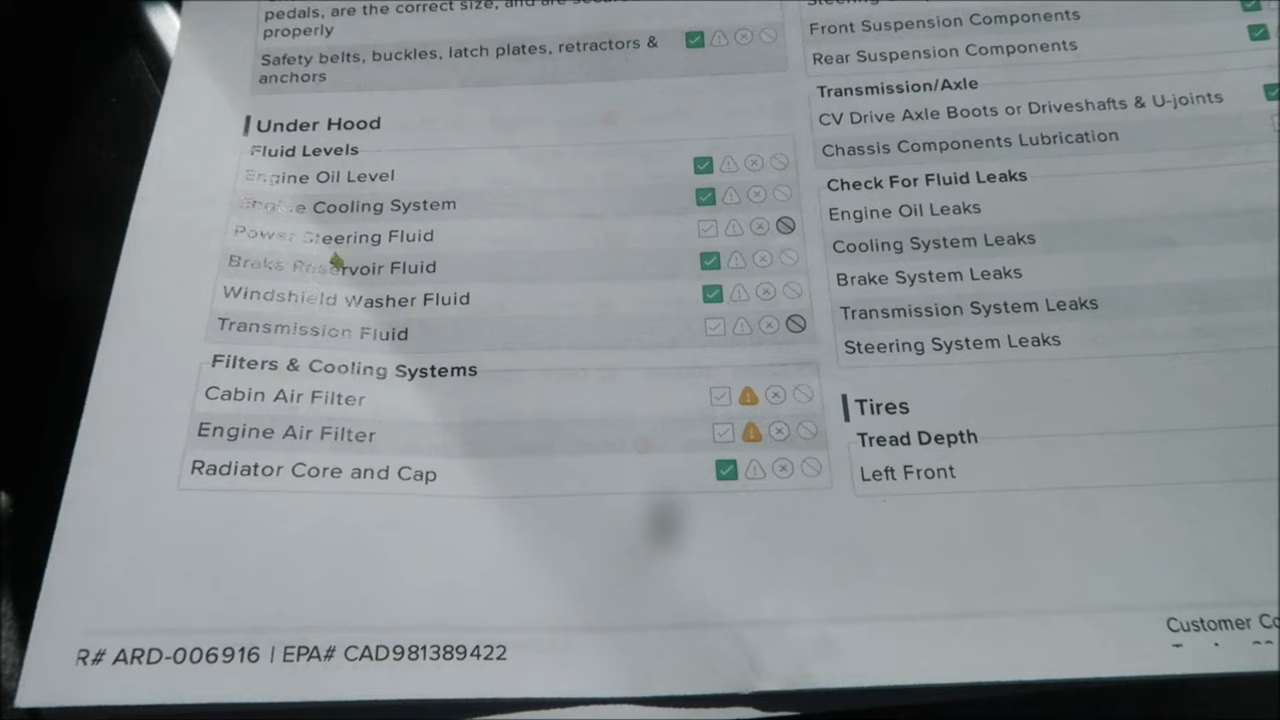 pedals, are the correct size, and are
properly
Safety belts, buckles, latch plates, retractors &
anchors
Under Hood
Fluid Levels
Engine Oil Level
Engine Cooling System
Power Steering Fluid
Brake Reservoir Fluid
Windshield Washer Fluid
Transmission Fluid
Filters & Cooling Systems
Cabin Air Filter
Engine Air Filter
Radiator Core and Cap
Front Suspension Components
Rear Suspension Components
Transmission/Axle
CV Drive Axle Boots or Driveshafts & U-joints
Chassis Components Lubrication
Check For Fluid Leaks
Engine Oil Leaks
Cooling System Leaks
Brake System Leaks
Transmission System Leaks
Steering System Leaks
Tires
Tread Depth
Left Front
R# ARD-006916 | EPA# CAD981389422
Customer